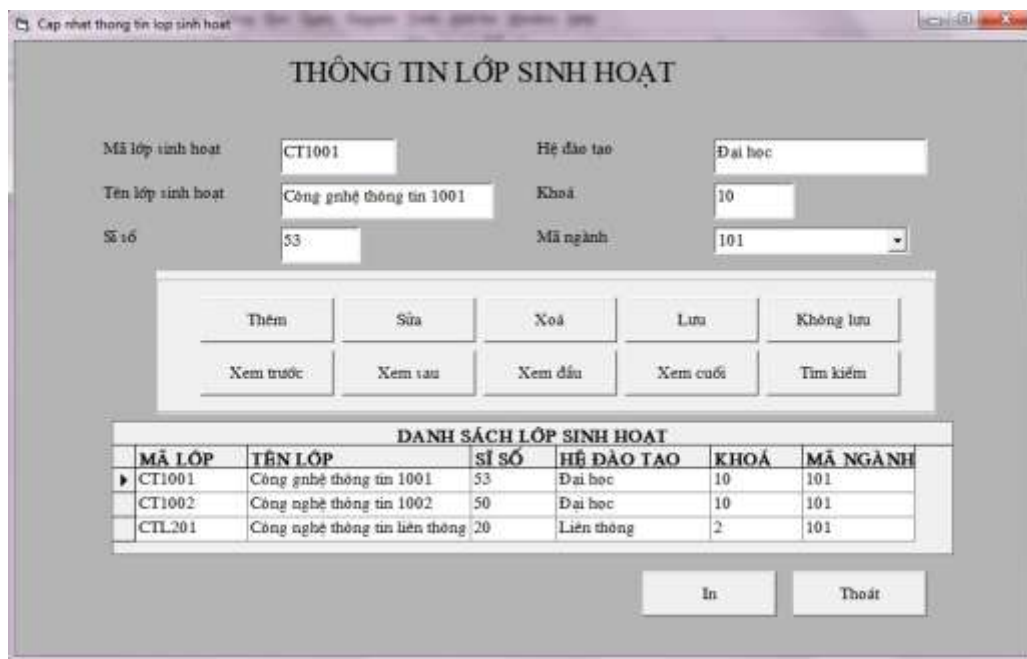 Cap nhat thong tin lop sinh hoat
THÔNG TIN LỚP SINH HOẠT
Mã lớp sinh hoạt CT1001 Hệ đào tạo Đại học
Tên lớp sinh hoạt Công gnhệ thông tin 1001 Khoá 10
Sĩ số 53 Mã ngành 101
Thêm Sửa Xoá Lưu Không lưu
Xem trước Xem sau Xem đầu Xem cuối Tìm kiếm
DANH SÁCH LỚP SINH HOẠT
MÃ LỚP TÊN LỚP SĨ SỐ HỆ ĐÀO TẠO KHOÁ MÃ NGÀNH
CT1001 Công gnhệ thông tin 1001 53 Đại học 10 101
CT1002 Công nghệ thông tin 1002 50 Đại học 10 101
CTL201 Công nghệ thông tin liên thông 20 Liên thông 2 101
In Thoát